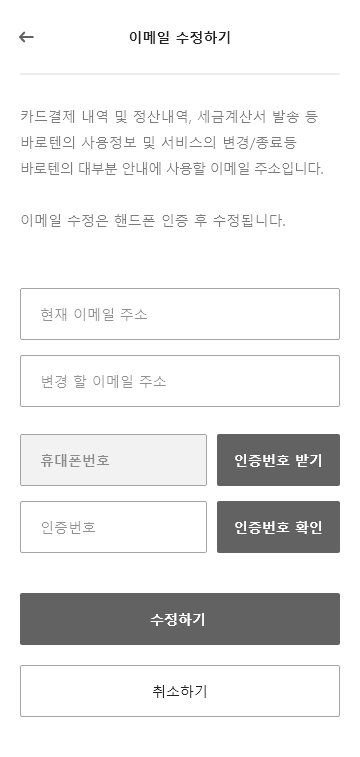 이메일 수정하기
카드결제 내역 및 정산내역, 세금계산서 발송 등
바로텐의 사용정보 및 서비스의 변경/종료등
바로텐의 대부분 안내에 사용할 이메일 주소입니다.
이메일 수정은 핸드폰 인증 후 수정됩니다.
현재 이메일 주소
변경 할 이메일 주소
휴대폰번호
인증번호 받기
인증번호
인증번호 확인
수정하기
취소하기